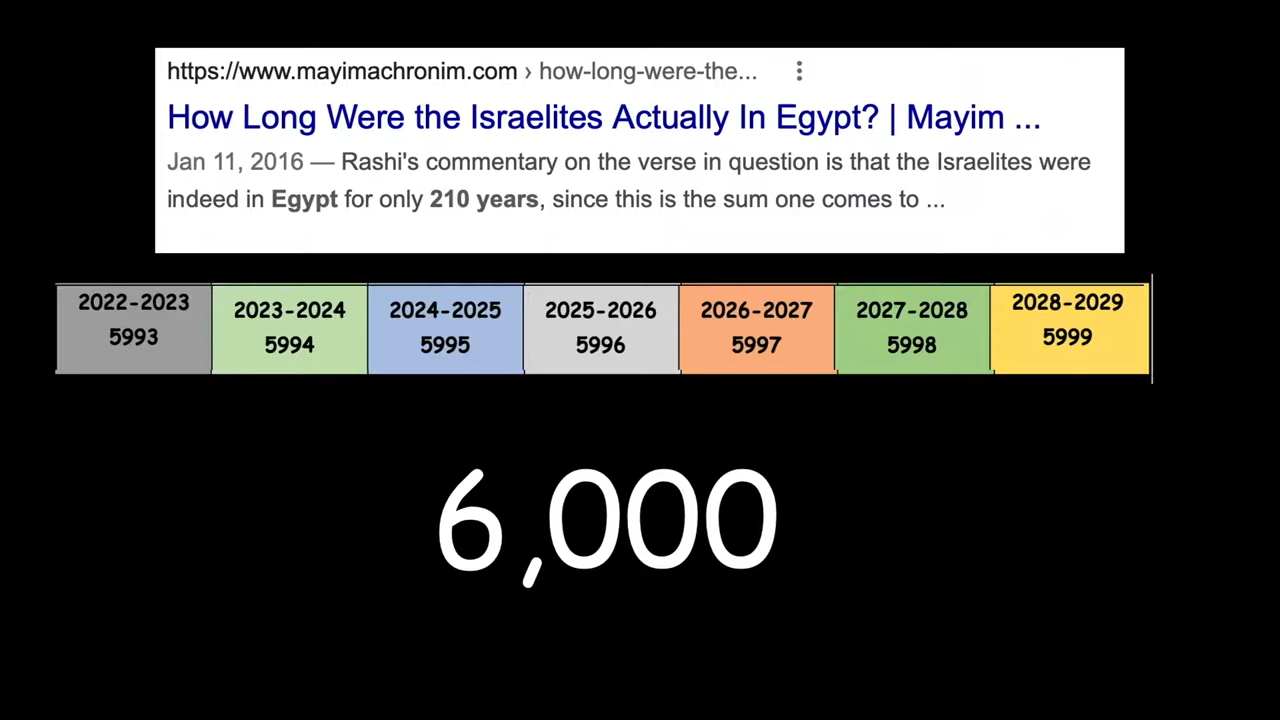 https://www.mayimachronim.com › how-long-were-the...
How Long Were the Israelites Actually In Egypt? | Mayim ...
Jan 11, 2016 — Rashi's commentary on the verse in question is that the Israelites were
indeed in Egypt for only 210 years, since this is the sum one comes to ...
2022-2023 2023-2024 2024-2025 2025-2026 2026-2027 2027-2028 2028-2029
5993 5994 5995 5996 5997 5998 5999
6,000